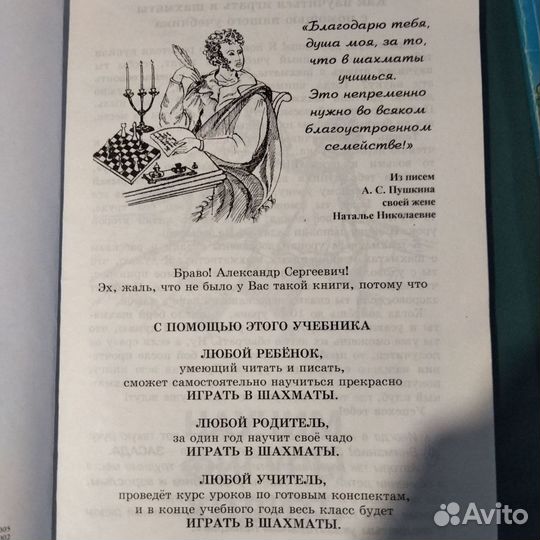 «Благодарю тебя,
душа моя, за то,
что в шахматы
учишься.
Это непременно
нужно во всяком
благоустроенном
семействе!»
Из писем
А. С. Пушкина
своей жене
Наталье Николаевне
Браво! Александр Сергеевич!
Эх, жаль, что не было у Вас такой книги, потому что
С ПОМОЩЬЮ ЭТОГО УЧЕБНИКА
ЛЮБОЙ РЕБЁНОК,
умеющий читать и писать,
сможет самостоятельно научиться прекрасно
ИГРАТЬ В ШАХМАТЫ.
ЛЮБОЙ РОДИТЕЛЬ,
за один год научит своё чадо
ИГРАТЬ В ШАХМАТЫ.
ЛЮБОЙ УЧИТЕЛЬ,
проведёт курс уроков по готовым конспектам,
и в конце учебного года весь класс будет
ИГРАТЬ В ШАХМАТЫ.
Avito